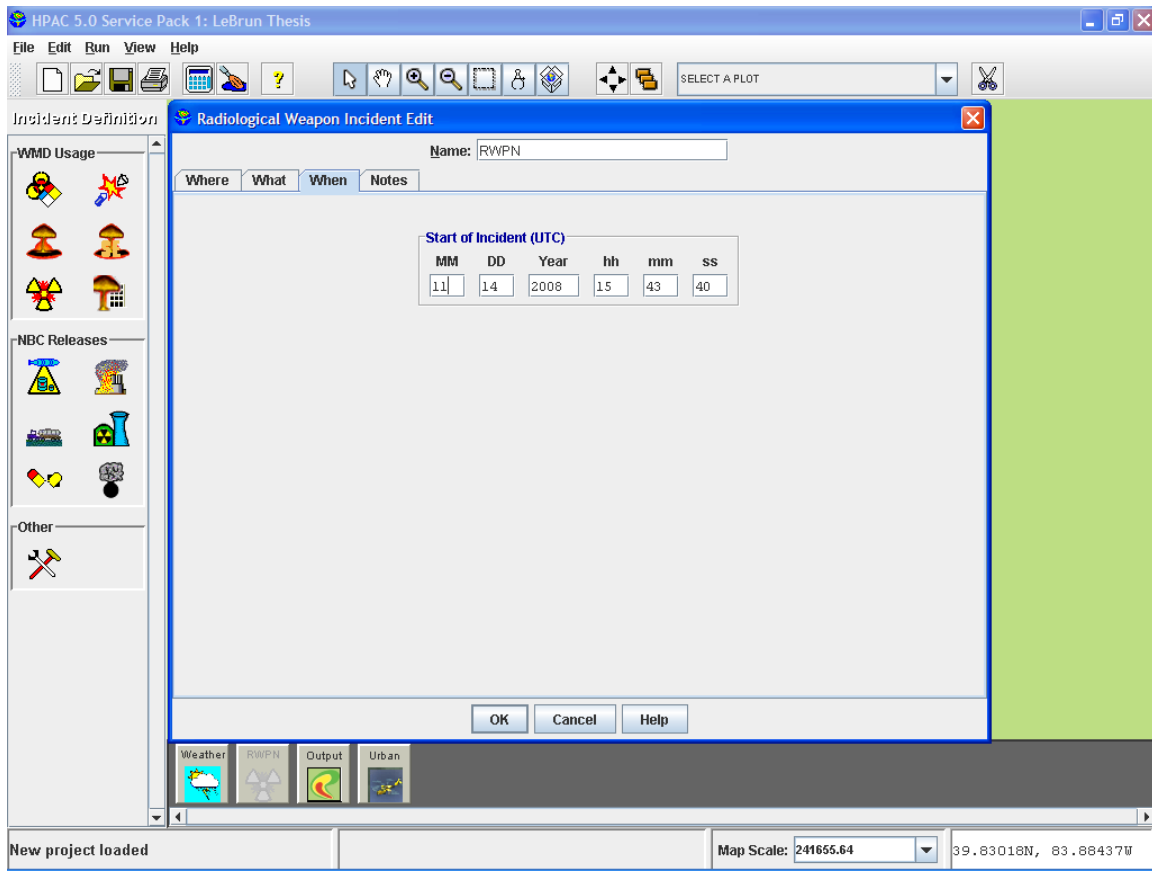 HPAC 5.0 Service Pack 1: LeBrun Thesis
File Edit Run View Help
SELECT A PLOT
Incident Definition
WMD Usage
NBC Releases
Other
Radiological Weapon Incident Edit
Name: RWPN
Where What When Notes
Start of Incident (UTC)
MM DD Year hh mm ss
11 14 2008 15 43 40
OK Cancel Help
Weather RWPN Output Urban
New project loaded
Map Scale: 241655.64
39.83018N, 83.88437W